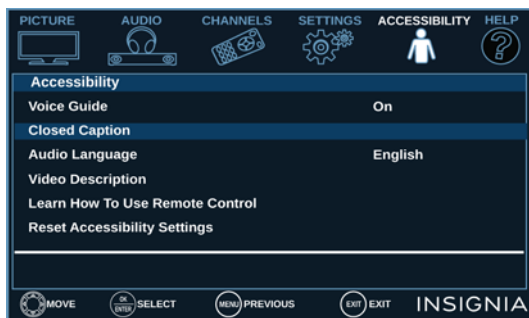 PICTURE AUDIO CHANNELS SETTINGS ACCESSIBILITY HELP
?
Accessibility
Voice Guide On
Closed Caption
Audio Language English
Video Description
Learn How To Use Remote Control
Reset Accessibility Settings
MOVE OK ENTER SELECT MENU PREVIOUS EXIT EXIT INSIGNIA